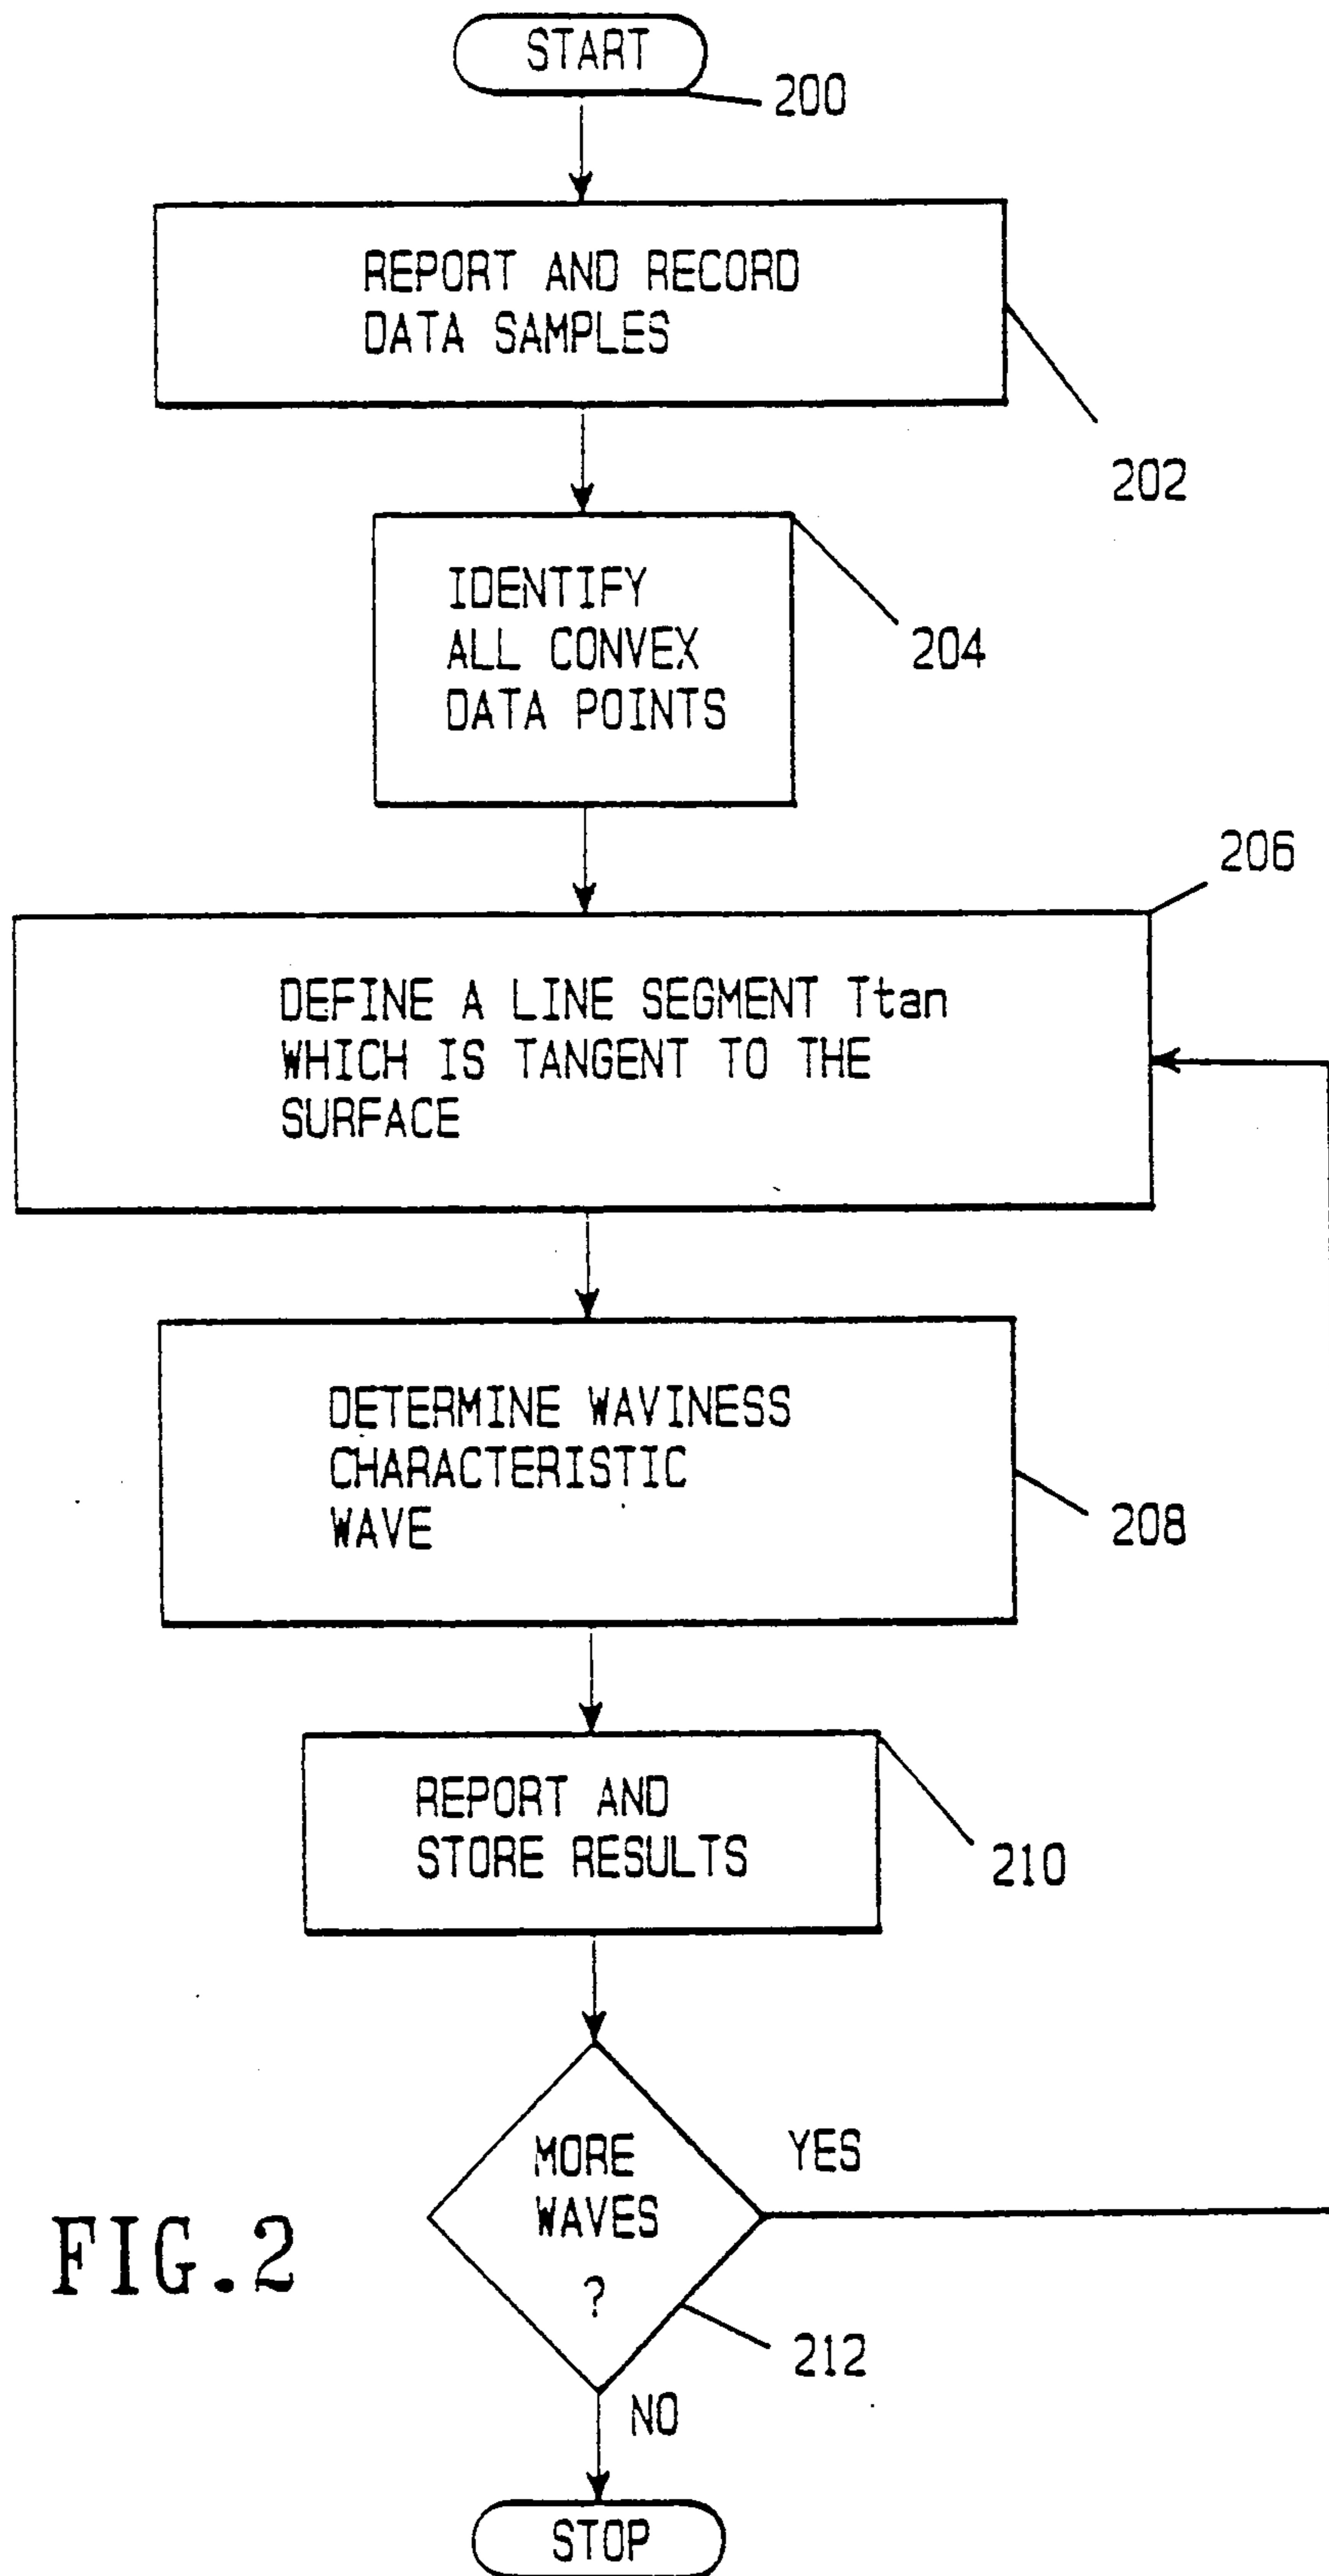 START
200
REPORT AND RECORD
DATA SAMPLES
202
IDENTIFY
ALL CONVEX
DATA POINTS
204
206
DEFINE A LINE SEGMENT Ttan
WHICH IS TANGENT TO THE
SURFACE
DETERMINE WAVINESS
CHARACTERISTIC
WAVE
208
REPORT AND
STORE RESULTS
210
MORE
WAVES
?
YES
212
NO
STOP
FIG.2